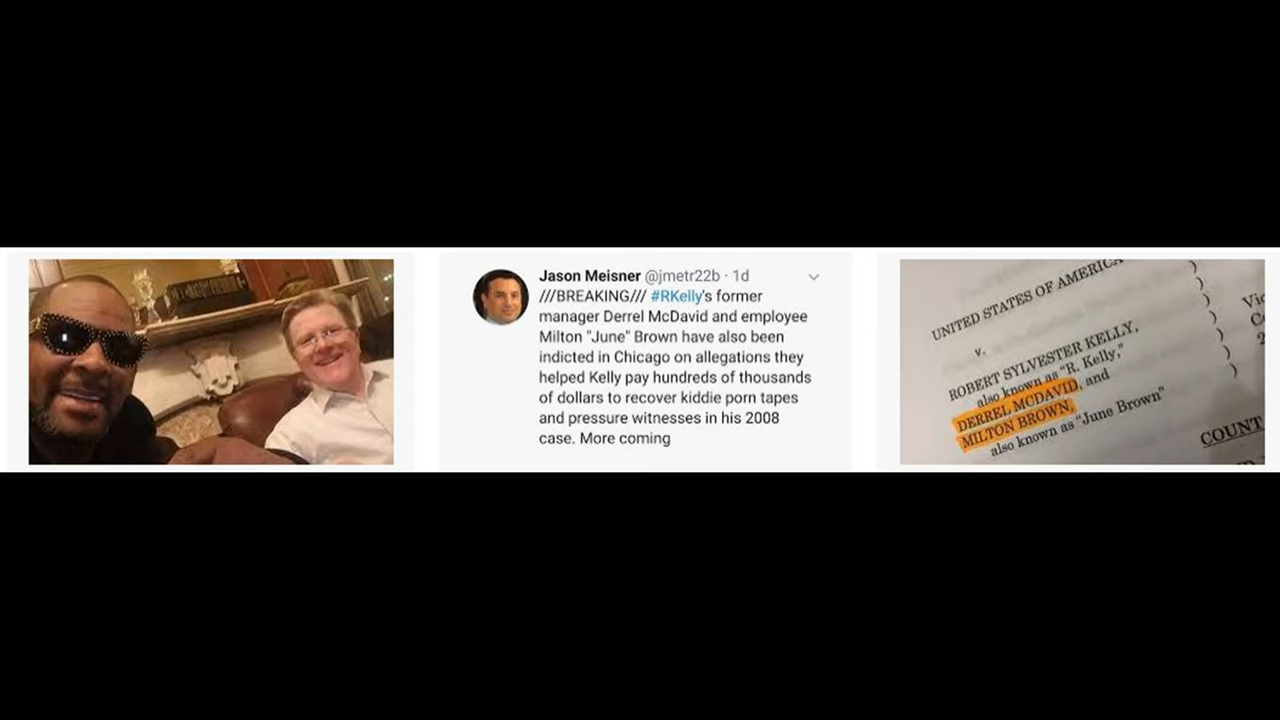 Jason Meisner @jmetr22b · 1d
///BREAKING/// #RKelly's former
manager Derrel McDavid and employee
Milton "June" Brown have also been
indicted in Chicago on allegations they
helped Kelly pay hundreds of thousands
of dollars to recover kiddie porn tapes
and pressure witnesses in his 2008
case. More coming
UNITED STATES OF AMERICA
v.
ROBERT SYLVESTER KELLY,
also known as "R. Kelly,"
DERREL MCDAVID, and
MILTON BROWN,
also known as "June Brown"
COUNT